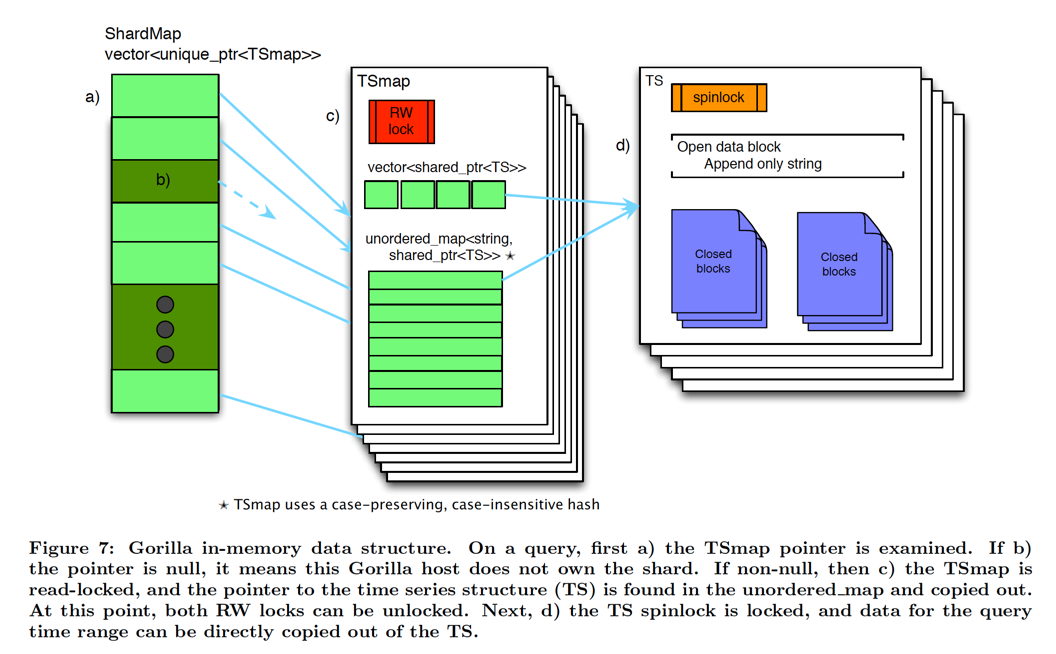 ShardMap
vector<unique_ptr<TSmap>>
a)
b)
c)
TSmap
RW
lock
vector<shared_ptr<TS>>
unordered_map<string,
shared_ptr<TS>> ★
d)
TS
spinlock
Open data block
Append only string
Closed
blocks
Closed
blocks
★ TSmap uses a case-preserving, case-insensitive hash
Figure 7: Gorilla in-memory data structure. On a query, first a) the TSmap pointer is examined. If b)
the pointer is null, it means this Gorilla host does not own the shard. If non-null, then c) the TSmap is
read-locked, and the pointer to the time series structure (TS) is found in the unordered_map and copied out.
At this point, both RW locks can be unlocked. Next, d) the TS spinlock is locked, and data for the query
time range can be directly copied out of the TS.